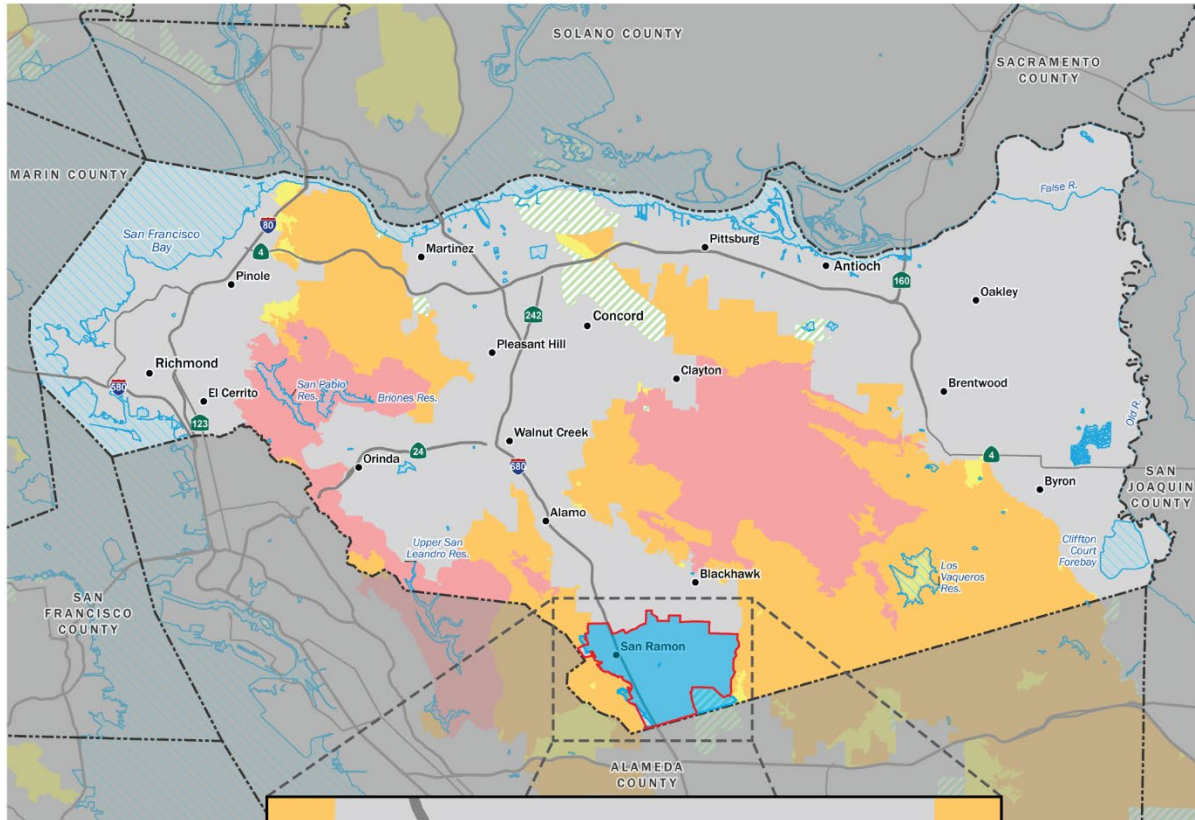 SOLANO COUNTY
SACRAMENTO
COUNTY
MARIN COUNTY
False R.
San Francisco
Bay
80
4
Martinez
Pittsburg
Antioch
160
Pinole
Oakley
242
Concord
Pleasant Hill
Richmond
580
El Cerrito
San Pablo
Res.
Briones Res.
Clayton
Brentwood
Old R.
123
Walnut Creek
24
Orinda
680
4
Byron
SAN
JOAQUIN
COUNTY
Alamo
Upper San
Leandro Res.
Cliffton
Court
Forebay
Blackhawk
Los
Vaqueros
Res.
SAN
FRANCISCO
COUNTY
San Ramon
ALAMEDA
COUNTY